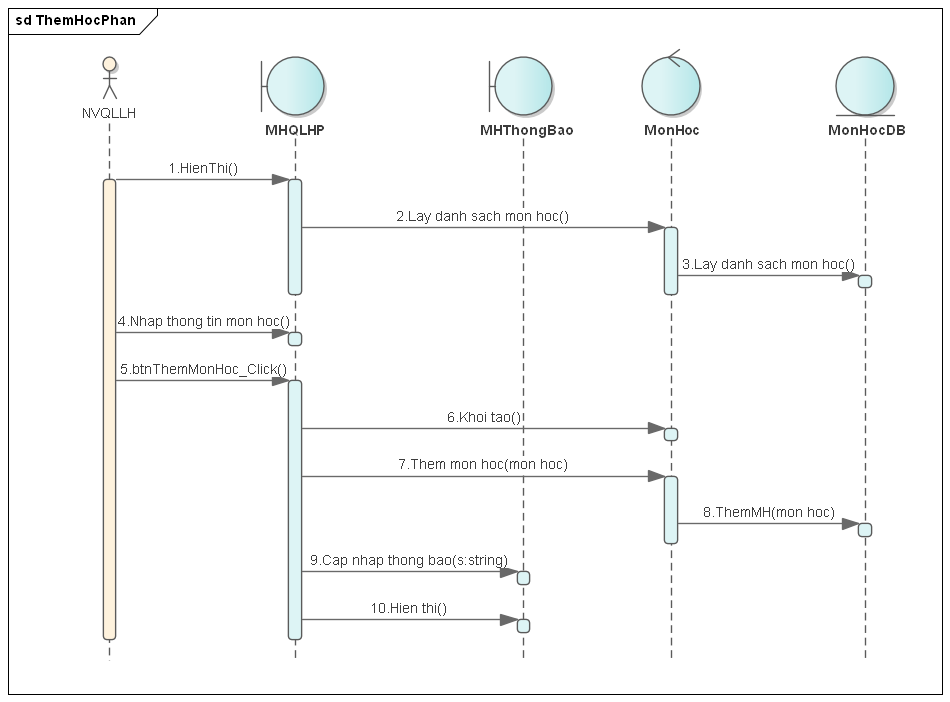 sd ThemHocPhan
NVQLLH
MHQLHP
MHThongBao
MonHoc
MonHocDB
1.HienThi()
2.Lay danh sach mon hoc()
3.Lay danh sach mon hoc()
4.Nhap thong tin mon hoc()
5.btnThemMonHoc_Click()
6.Khoi tao()
7.Them mon hoc(mon hoc)
8.ThemMH(mon hoc)
9.Cap nhap thong bao(s:string)
10.Hien thi()